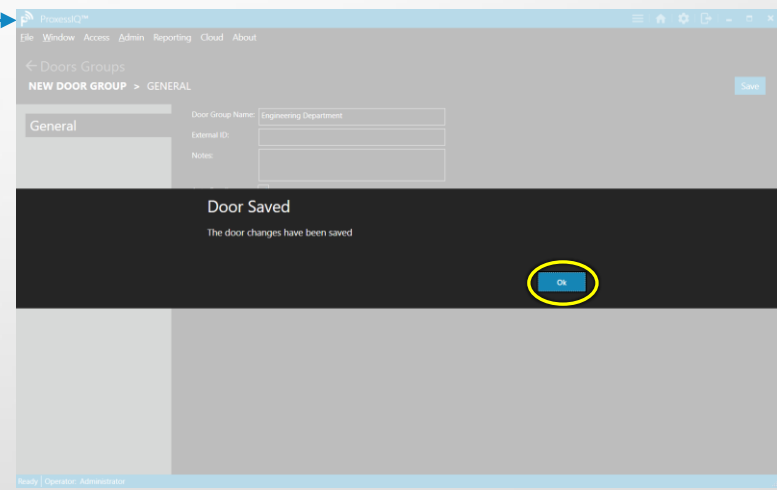 ProwessIQ™
File Window Access Admin Reporting Cloud About
Doors Groups
NEW DOOR GROUP > GENERAL
Save
General
Door Group Name: Engineering Department
External ID:
Notes:
Door Saved
The door changes have been saved
Ok
Ready | Operator: Administrator